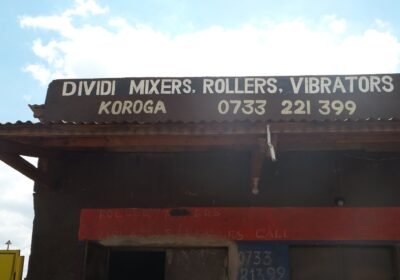 DIVIDI MIXERS. ROLLERS, VIBRATORS
KOROGA 0733 221 399
CALL
0733
221399